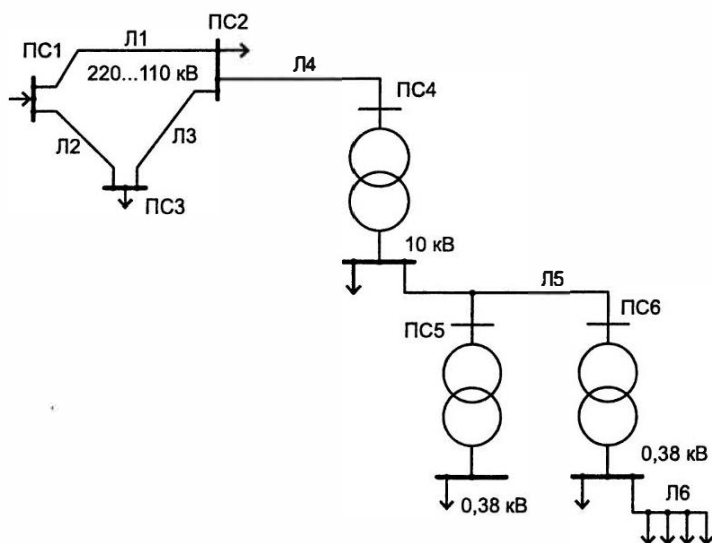 ПС2
ПС1
Л1
220...110 кВ
Л4
ПС4
Л2
Л3
ПС3
10 кВ
Л5
ПС5
ПС6
0,38 кВ
0,38 кВ
Л6